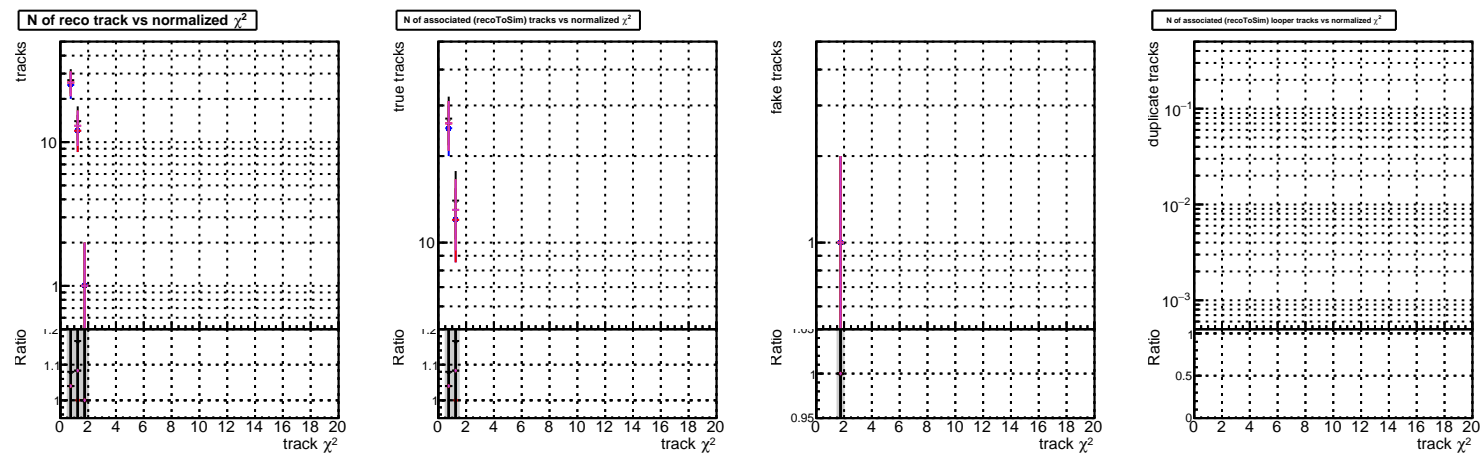 N of reco track vs normalized χ²
tracks
10
1
Ratio
1.2
1.1
1
0 2 4 6 8 10 12 14 16 18 20
track χ²
N of associated (recoToSim) tracks vs normalized χ²
true tracks
10
Ratio
1.2
1.1
1
0 2 4 6 8 10 12 14 16 18 20
track χ²
fake tracks
1
Ratio
1.05
1
0.95
0 2 4 6 8 10 12 14 16 18 20
track χ²
N of associated (recoToSim) looper tracks vs normalized χ²
duplicate tracks
10⁻¹
10⁻²
10⁻³
Ratio
1
0.5
0
0 2 4 6 8 10 12 14 16 18 20
track χ²